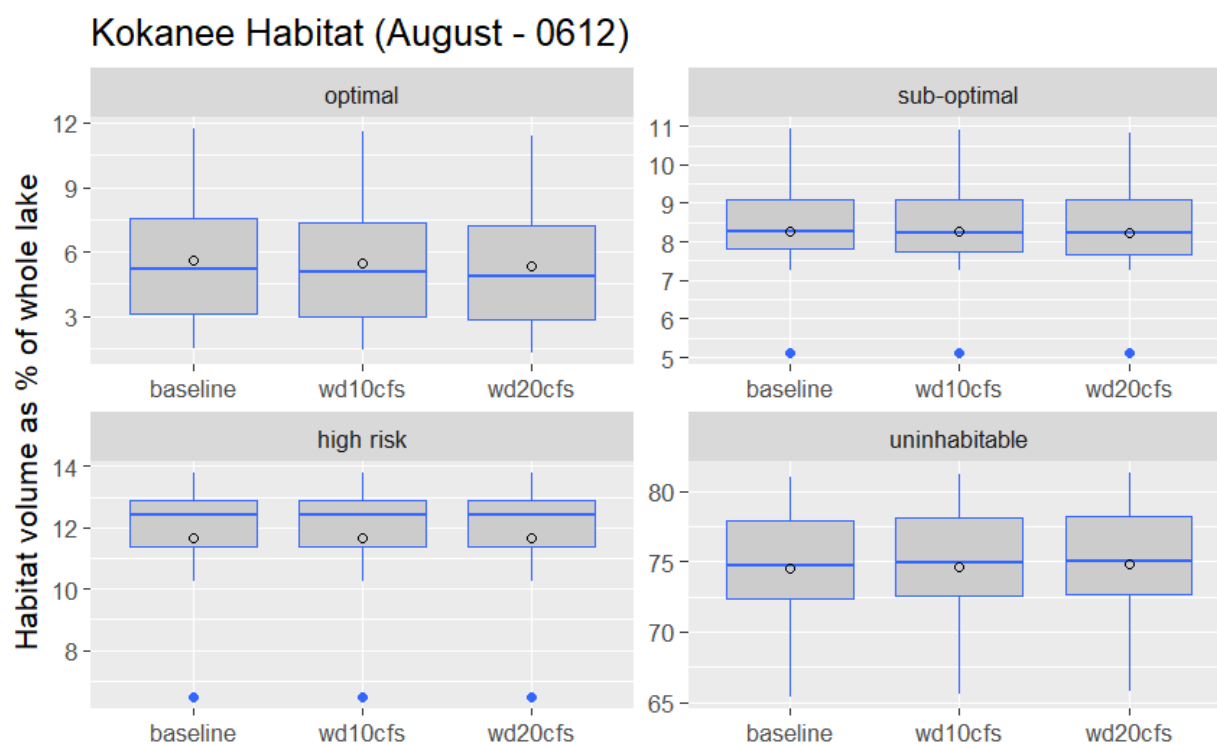 Kokanee Habitat (August - 0612)
Habitat volume as % of whole lake
optimal
12
9
6
3
baseline wd10cfs wd20cfs
sub-optimal
11
10
9
8
7
6
5
baseline wd10cfs wd20cfs
high risk
14
12
10
8
baseline wd10cfs wd20cfs
uninhabitable
80
75
70
65
baseline wd10cfs wd20cfs